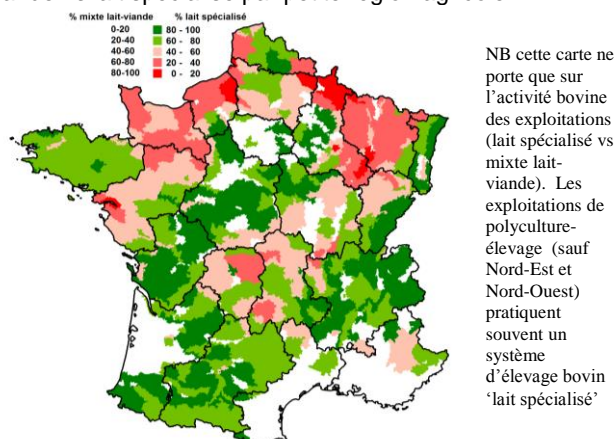 % mixte lait-viande % lait spécialisé
0-20 80 - 100
20-40 60 - 80
40-60 40 - 60
60-80 20 - 40
80-100 0 - 20
NB cette carte ne
porte que sur
l'activité bovine
des exploitations
(lait spécialisé vs
mixte lait-
viande). Les
exploitations de
polyculture-
élevage (sauf
Nord-Est et
Nord-Ouest)
pratiquent
souvent un
système
d'élevage bovin
'lait spécialisé'